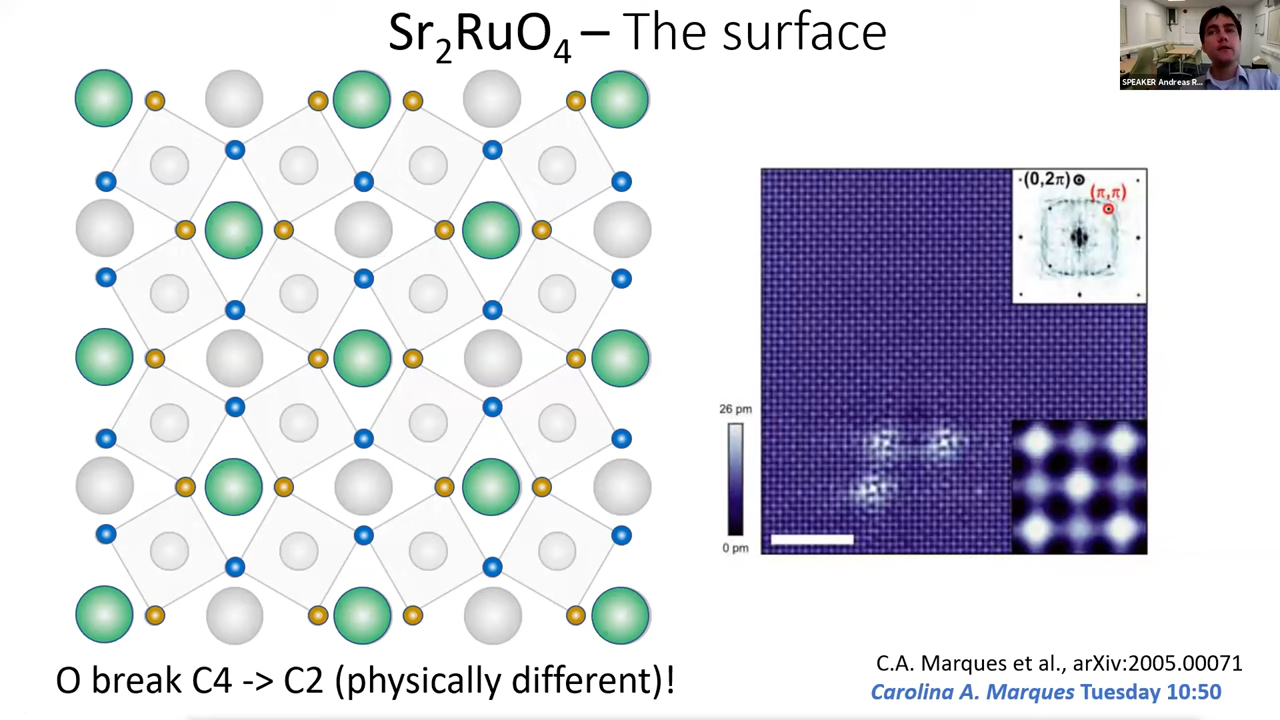 Sr₂RuO₄ – The surface
SPEAKER Andreas R...
(0,2π)
(π,π)
26 pm
0 pm
O break C4 -> C2 (physically different)!
C.A. Marques et al., arXiv:2005.00071
Carolina A. Marques Tuesday 10:50